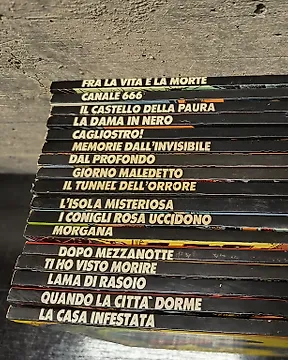 FRA LA VITA E LA MORTE
CANALE 666
IL CASTELLO DELLA PAURA
LA DAMA IN NERO
CAGLIOSTRO!
MEMORIE DALL'INVISIBILE
DAL PROFONDO
GIORNO MALEDETTO
IL TUNNEL DELL'ORRORE
L'ISOLA MISTERIOSA
I CONIGLI ROSA UCCIDONO
MORGANA
DOPO MEZZANOTTE
TI HO VISTO MORIRE
LAMA DI RASOIO
QUANDO LA CITTA' DORME
LA CASA INFESTATA